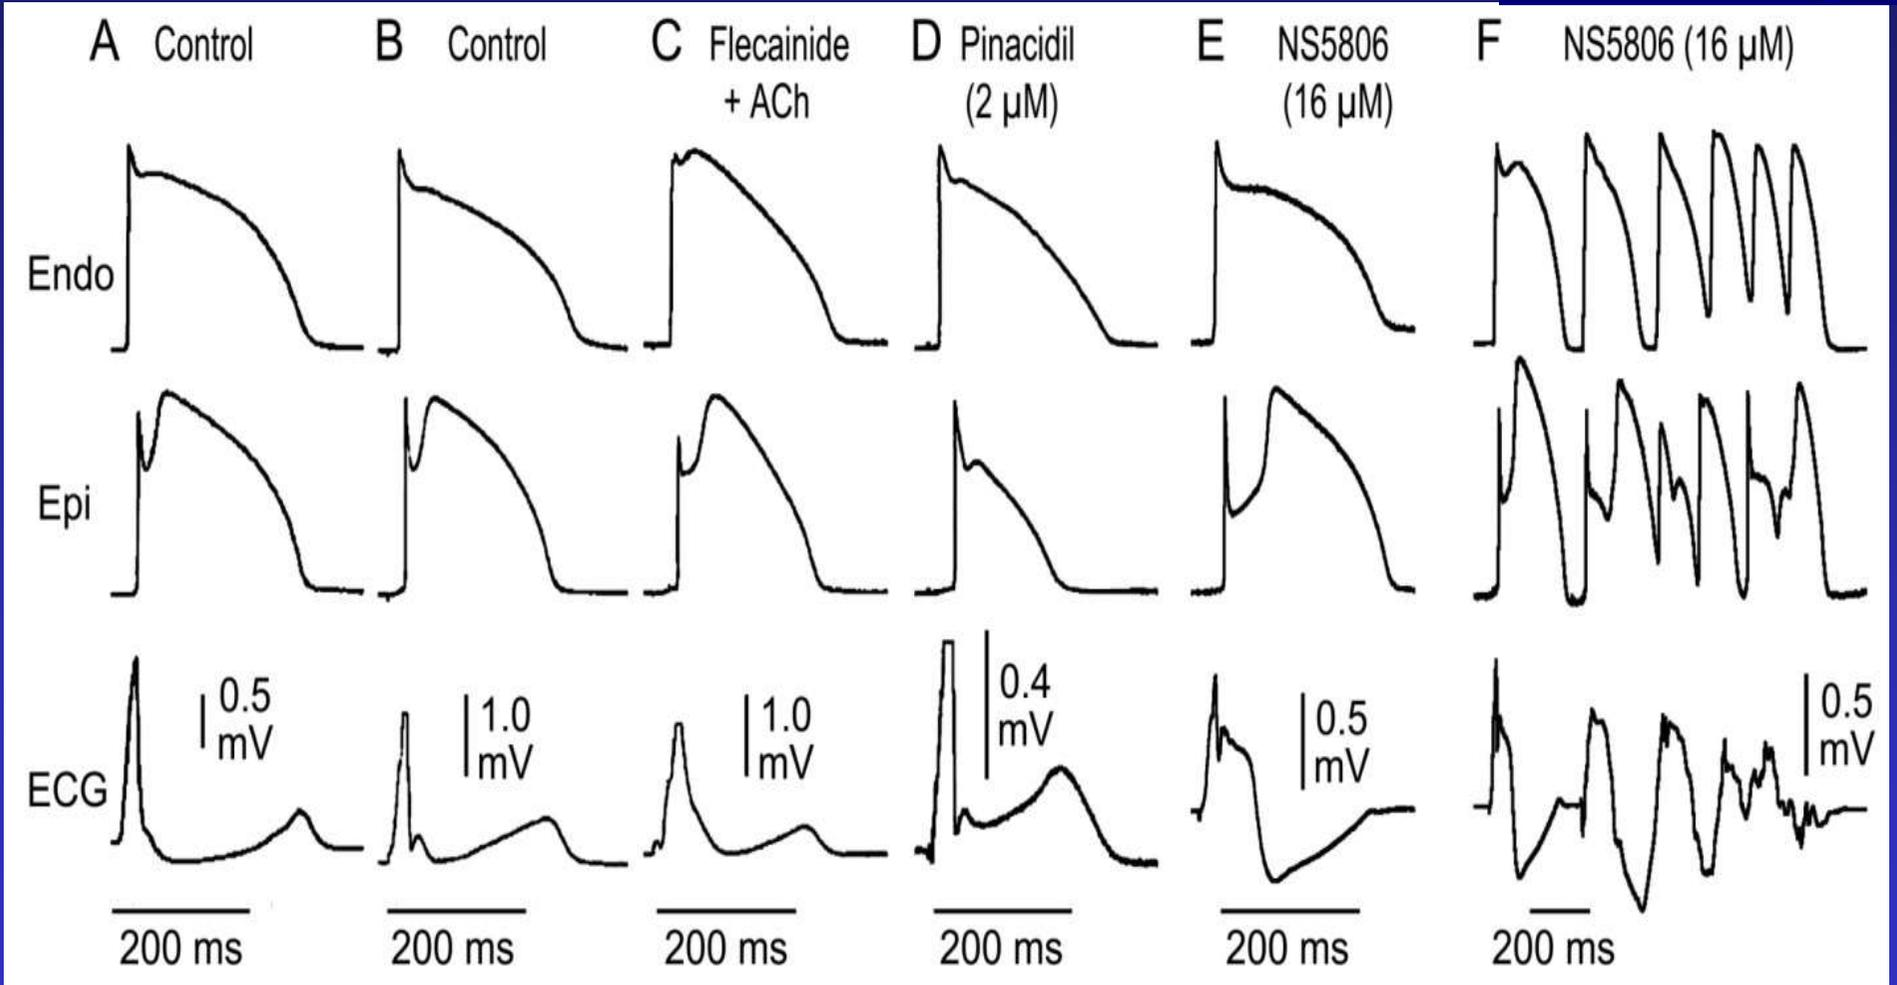 A Control
B Control
C Flecainide
+ ACh
D Pinacidil
(2 µM)
E NS5806
(16 µM)
F NS5806 (16 µM)
Endo
Epi
ECG
0.5
mV
1.0
mV
1.0
mV
0.4
mV
0.5
mV
0.5
mV
200 ms
200 ms
200 ms
200 ms
200 ms
200 ms